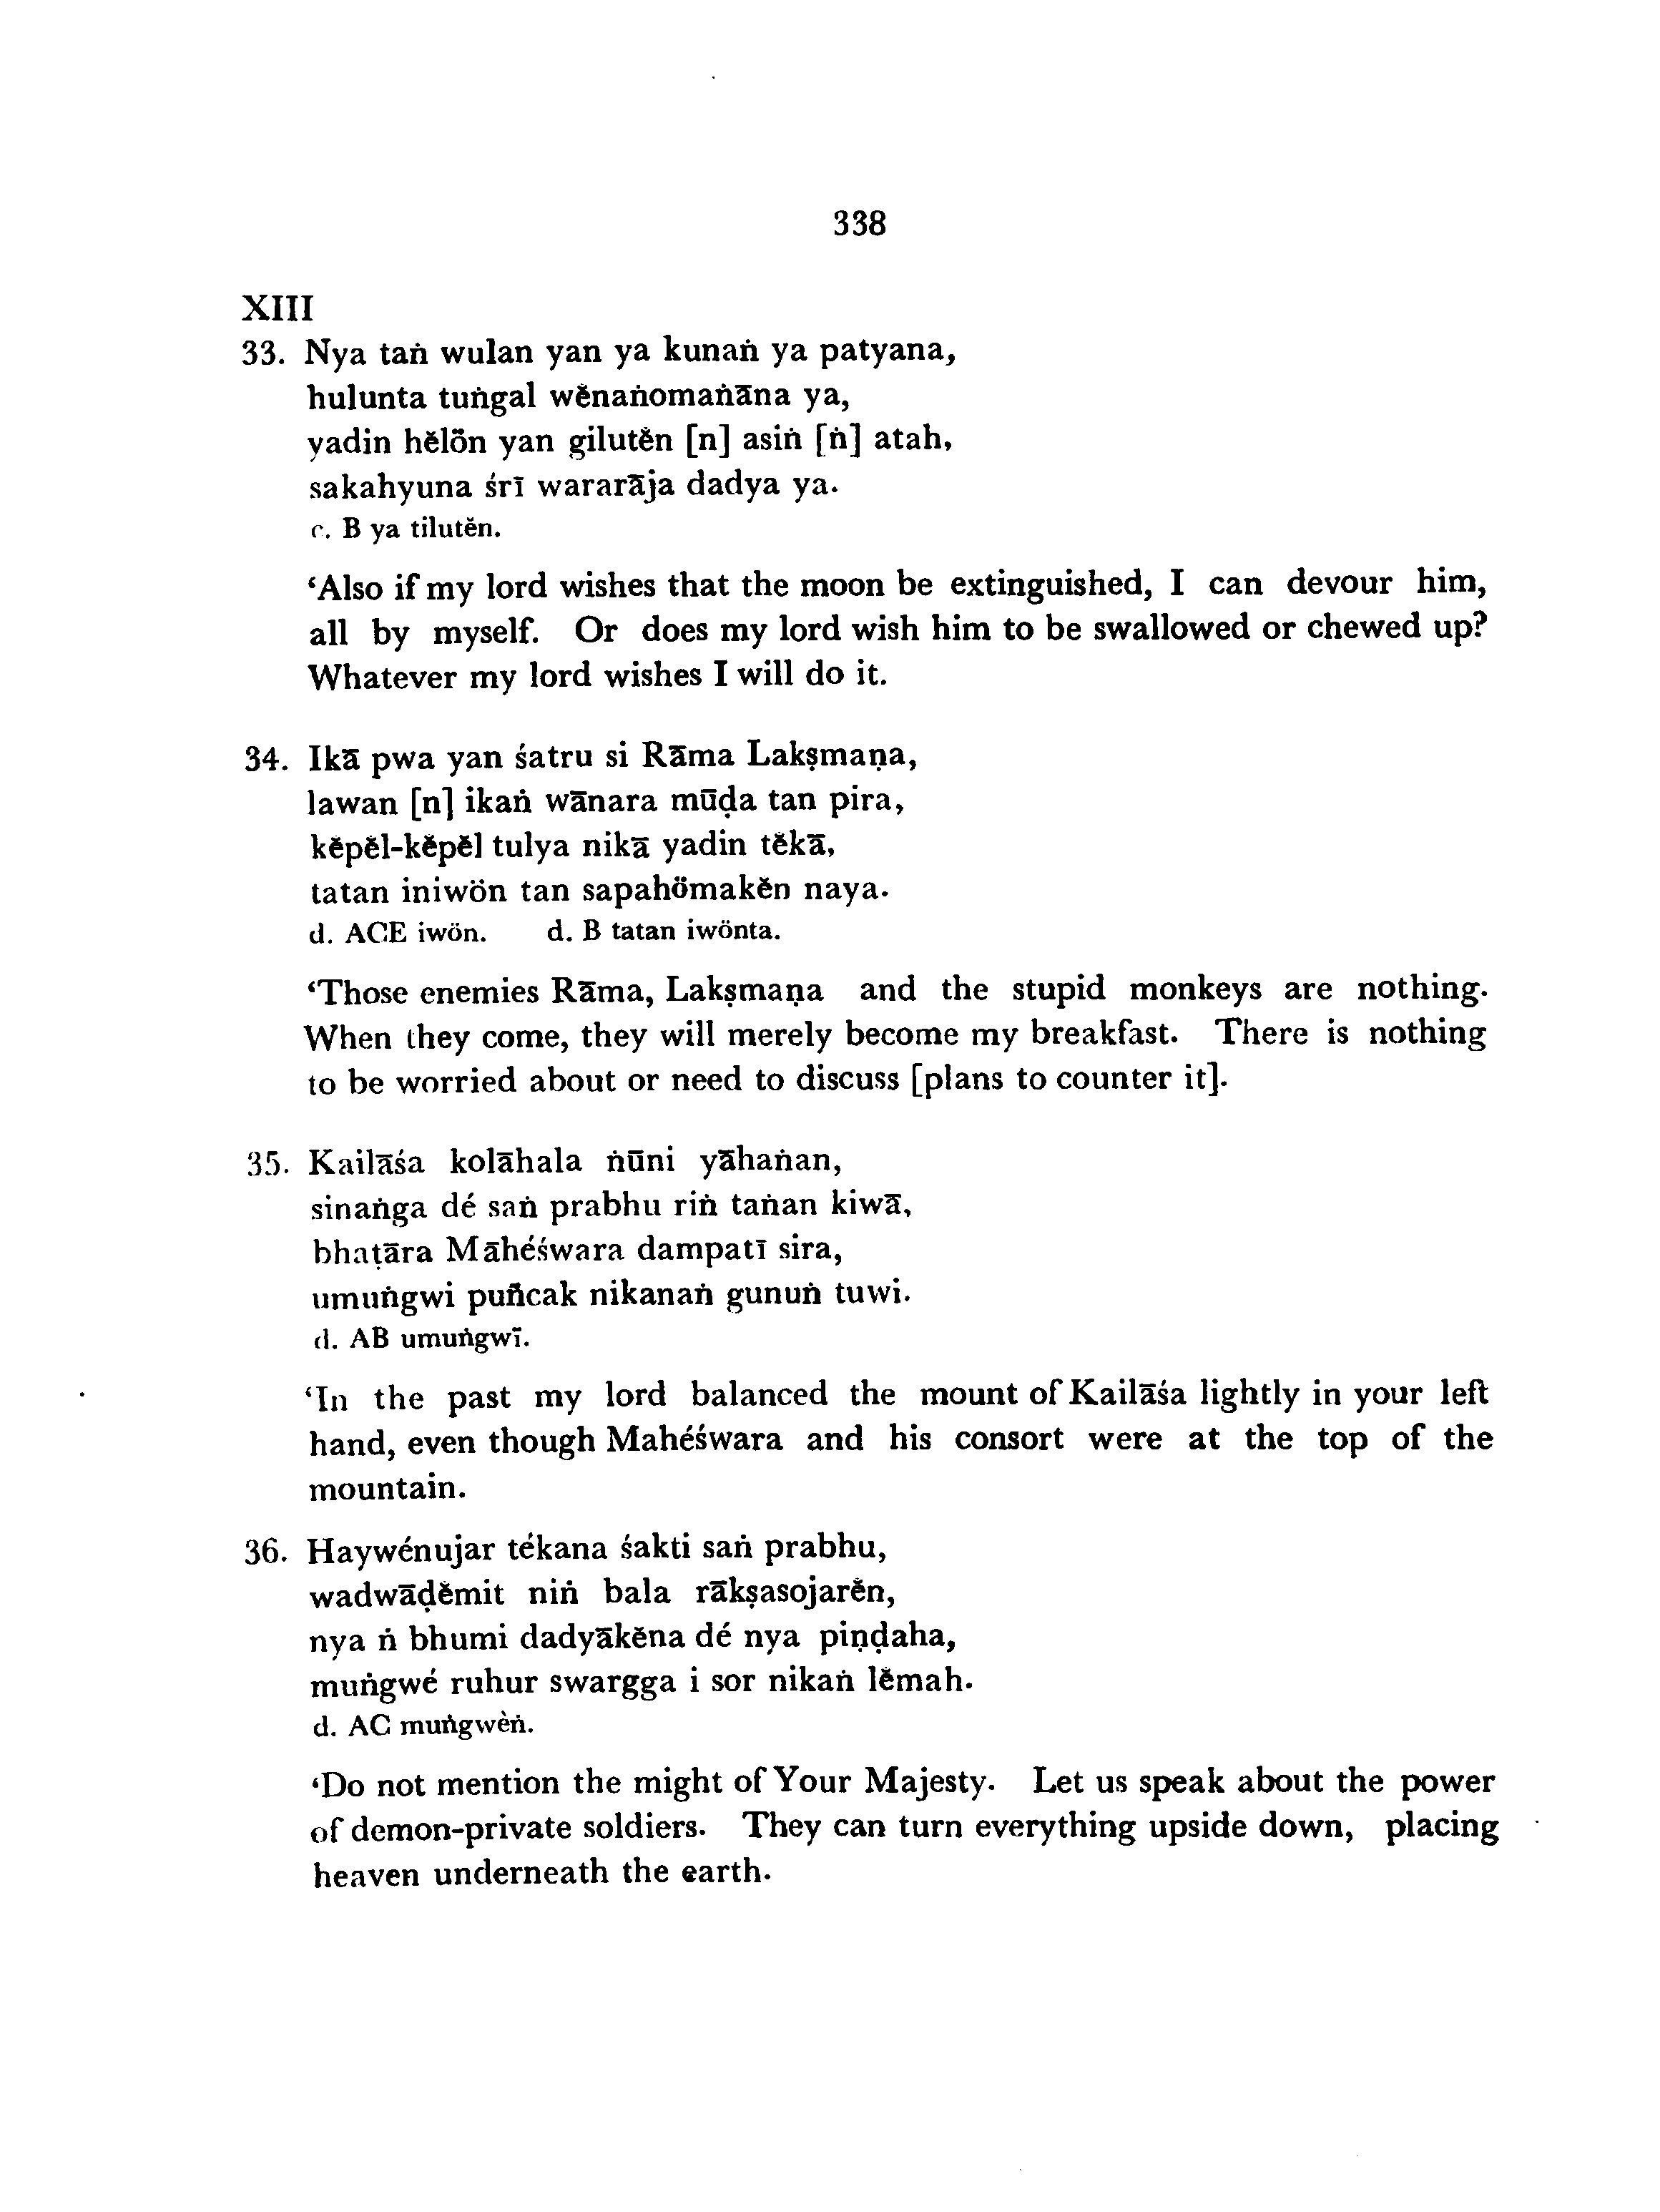 338
XIII
33. Nya taṅ wulan yan ya kunaṅ ya patyana,
hulunta tuṅgal wĕnaṅomaṅāna ya,
yadin hĕlön yan gilutĕn [n] asiṅ [ṅ] atah,
sakahyuna śrī wararāja dadya ya.
c. B ya tilutĕn.
‘Also if my lord wishes that the moon be extinguished, I can devour him,
all by myself. Or does my lord wish him to be swallowed or chewed up?
Whatever my lord wishes I will do it.
34. Ikā pwa yan śatru si Rāma Lakṣmaṇa,
lawan [n] ikaṅ wānara mūḍa tan pira,
kĕpĕl-kĕpĕl tulya nikā yadin tĕkā,
tatan iniwön tan sapahömakĕn naya.
d. ACE iwön. d. B tatan iwönta.
‘Those enemies Rāma, Lakṣmaṇa and the stupid monkeys are nothing.
When they come, they will merely become my breakfast. There is nothing
to be worried about or need to discuss [plans to counter it].
35. Kailāśa kolāhala ṅūni yāhaṅan,
sinaṅga dé saṅ prabhu riṅ taṅan kiwā,
bhaṭāra Māhéśwara dampatī sira,
umuṅgwi puñcak nikanaṅ gunuṅ tuwi.
d. AB umuṅgwī.
‘In the past my lord balanced the mount of Kailāśa lightly in your left
hand, even though Mahéśwara and his consort were at the top of the
mountain.
36. Haywénujar tékana śakti saṅ prabhu,
wadwāḍĕmit niṅ bala rākṣasojarĕn,
nya ṅ bhumi dadyākĕna dé nya piṇḍaha,
muṅgwé ruhur swargga i sor nikaṅ lĕmah.
d. AC muṅgwèṅ.
‘Do not mention the might of Your Majesty. Let us speak about the power
of demon-private soldiers. They can turn everything upside down, placing
heaven underneath the earth.